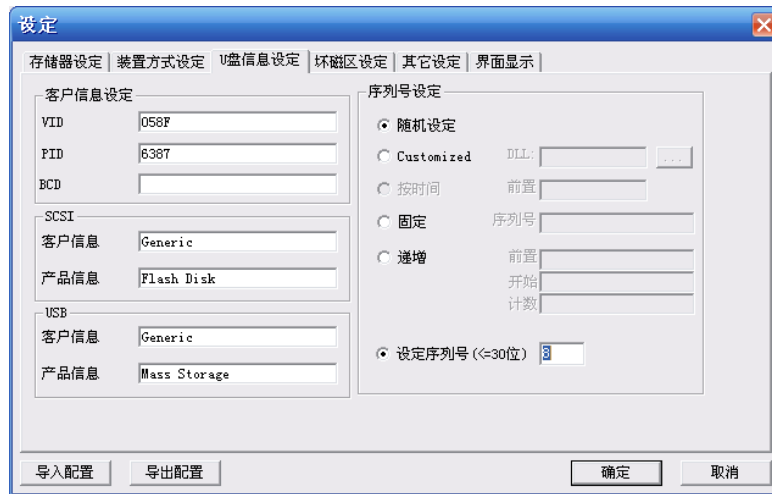 设定
存储器设定 装置方式设定 U盘信息设定 坏磁区设定 其它设定 界面显示
客户信息设定
VID 058F
PID 6387
BCD
SCSI
客户信息 Generic
产品信息 Flash Disk
USB
客户信息 Generic
产品信息 Mass Storage
序列号设定
随机设定
Customized DLL: ...
按时间 前置
固定 序列号
递增 前置
开始
计数
设定序列号(<=30位) 8
导入配置 导出配置 确定 取消